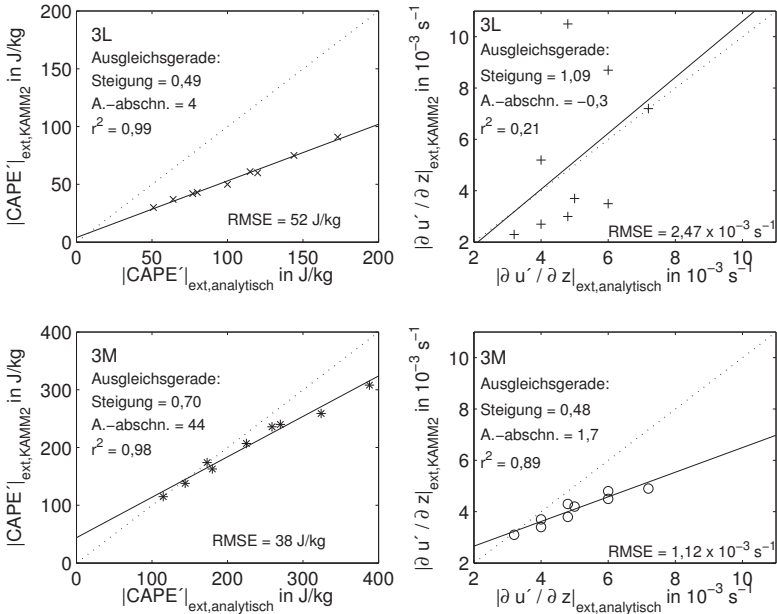 200
150
100
50
0
|CAPE´|ext,KAMM2 in J/kg
3L
Ausgleichsgerade:
Steigung = 0,49
A.−abschn. = 4
r² = 0,99
RMSE = 52 J/kg
0 50 100 150 200
|CAPE´|ext,analytisch in J/kg
10
8
6
4
2
|∂ u´ / ∂ z|ext,KAMM2 in 10⁻³ s⁻¹
3L
Ausgleichsgerade:
Steigung = 1,09
A.−abschn. = −0,3
r² = 0,21
RMSE = 2,47 x 10⁻³ s⁻¹
2 4 6 8 10
|∂ u´ / ∂ z|ext,analytisch in 10⁻³ s⁻¹
400
300
200
100
0
|CAPE´|ext,KAMM2 in J/kg
3M
Ausgleichsgerade:
Steigung = 0,70
A.−abschn. = 44
r² = 0,98
RMSE = 38 J/kg
0 100 200 300 400
|CAPE´|ext,analytisch in J/kg
10
8
6
4
2
|∂ u´ / ∂ z|ext,KAMM2 in 10⁻³ s⁻¹
3M
Ausgleichsgerade:
Steigung = 0,48
A.−abschn. = 1,7
r² = 0,89
RMSE = 1,12 x 10⁻³ s⁻¹
2 4 6 8 10
|∂ u´ / ∂ z|ext,analytisch in 10⁻³ s⁻¹